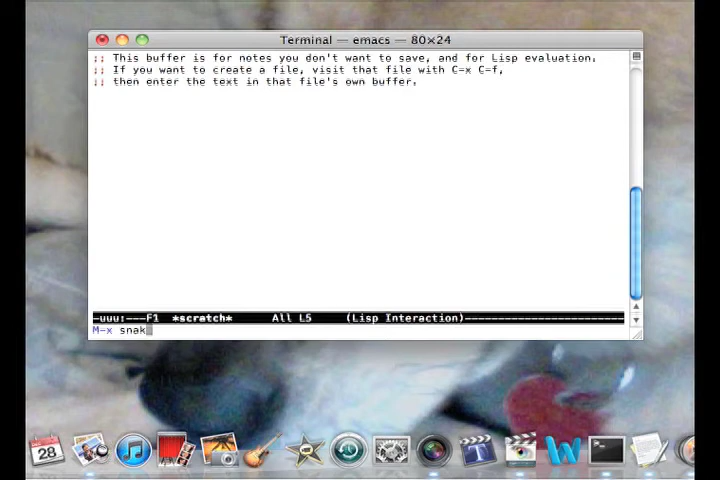 Terminal — emacs — 80×24
;; This buffer is for notes you don't want to save, and for Lisp evaluation.
;; If you want to create a file, visit that file with C-x C-f,
;; then enter the text in that file's own buffer.
-uuu:---F1  *scratch*      All L5     (Lisp Interaction)------------------------
M-x snak
28
T
W
>_